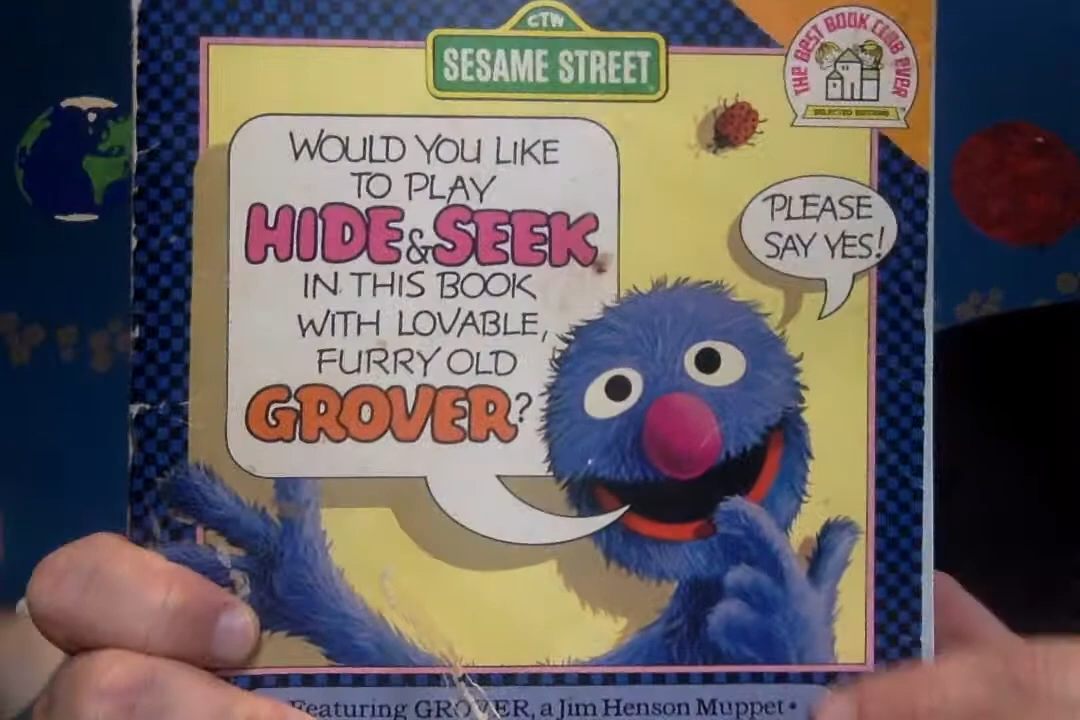 CTW
SESAME STREET
THE BEST BOOK CLUB EVER
SELECTED EDITIONS
WOULD YOU LIKE
TO PLAY
HIDE & SEEK
IN THIS BOOK
WITH LOVABLE,
FURRY OLD
GROVER?
PLEASE
SAY YES!
Featuring GROVER, a Jim Henson Muppet •